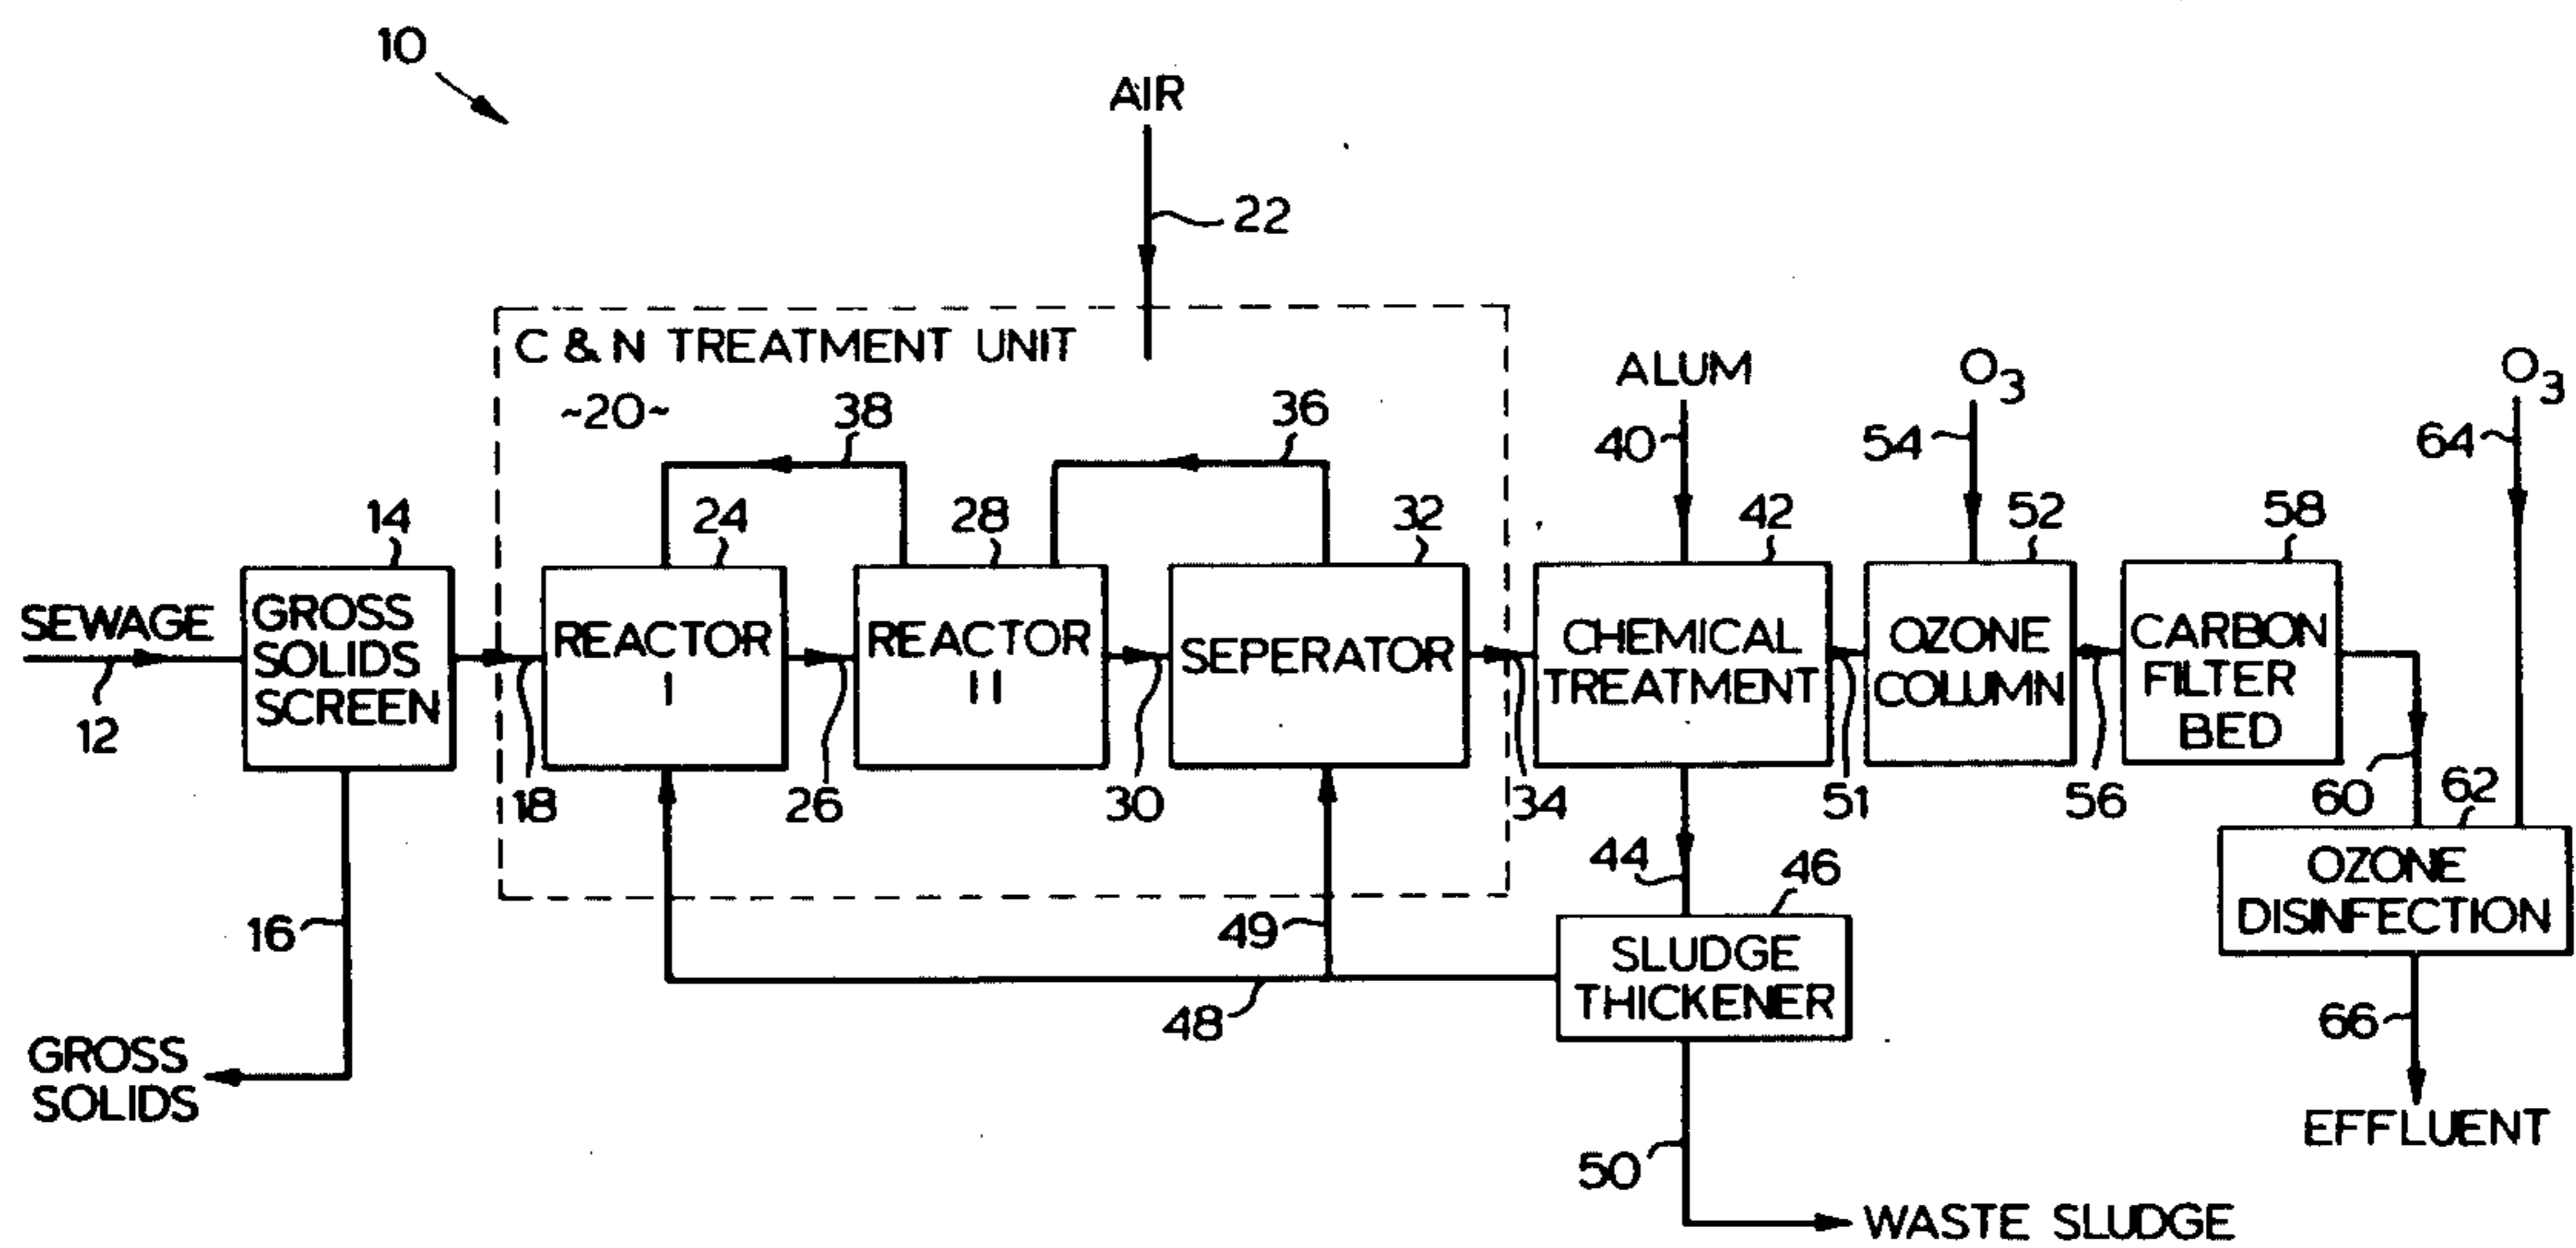 10
AIR
22
C & N TREATMENT UNIT
~20~
38
36
ALUM
40
O3
54
O3
64
14
24
28
32
42
52
58
SEWAGE
12
GROSS
SOLIDS
SCREEN
18
REACTOR
I
26
REACTOR
II
30
SEPERATOR
34
CHEMICAL
TREATMENT
51
OZONE
COLUMN
56
CARBON
FILTER
BED
60
62
16
49
44
46
OZONE
DISINFECTION
48
SLUDGE
THICKENER
66
GROSS
SOLIDS
50
EFFLUENT
WASTE SLUDGE